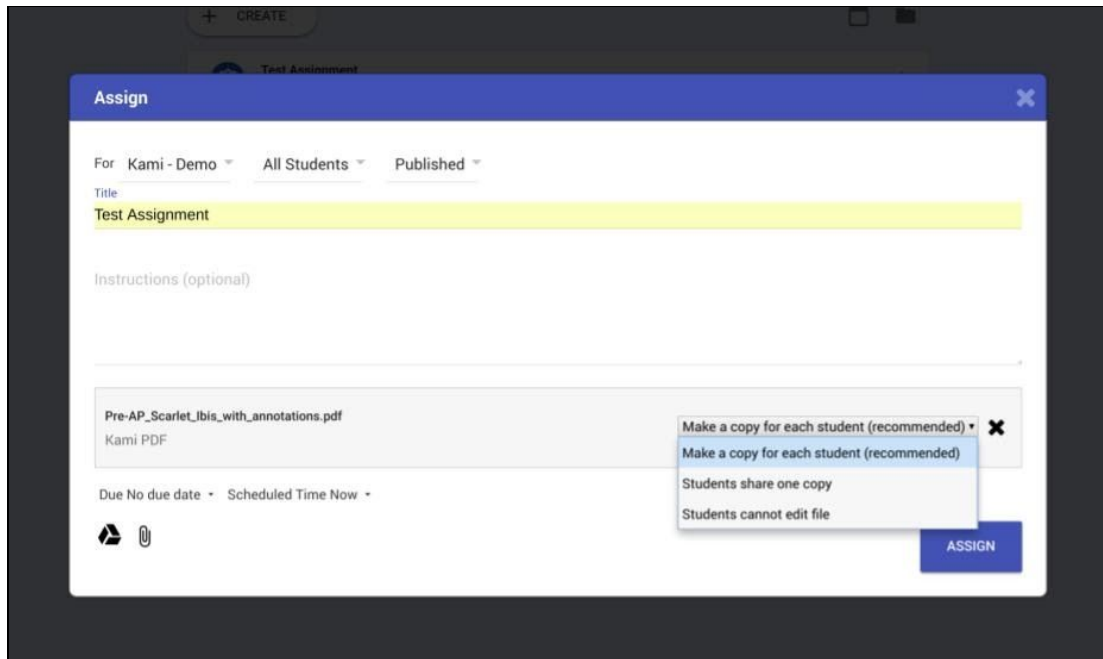 + CREATE
Test Assignment
Assign
For Kami - Demo All Students Published
Title
Test Assignment
Instructions (optional)
Pre-AP_Scarlet_Ibis_with_annotations.pdf
Kami PDF
Make a copy for each student (recommended)
Make a copy for each student (recommended)
Students share one copy
Students cannot edit file
Due No due date Scheduled Time Now
ASSIGN